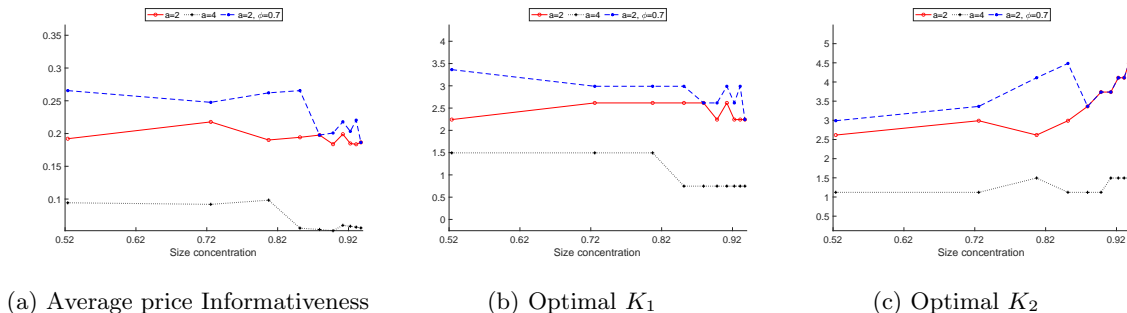 a=2 a=4 a=2, ϕ=0.7
0.35
0.3
0.25
0.2
0.15
0.1
0.52 0.62 0.72 0.82 0.92
Size concentration
(a) Average price Informativeness
a=2 a=4 a=2, ϕ=0.7
4
3.5
3
2.5
2
1.5
1
0.5
0
0.52 0.62 0.72 0.82 0.92
Size concentration
(b) Optimal K₁
a=2 a=4 a=2, ϕ=0.7
5
4.5
4
3.5
3
2.5
2
1.5
1
0.5
0.52 0.62 0.72 0.82 0.92
Size concentration
(c) Optimal K₂